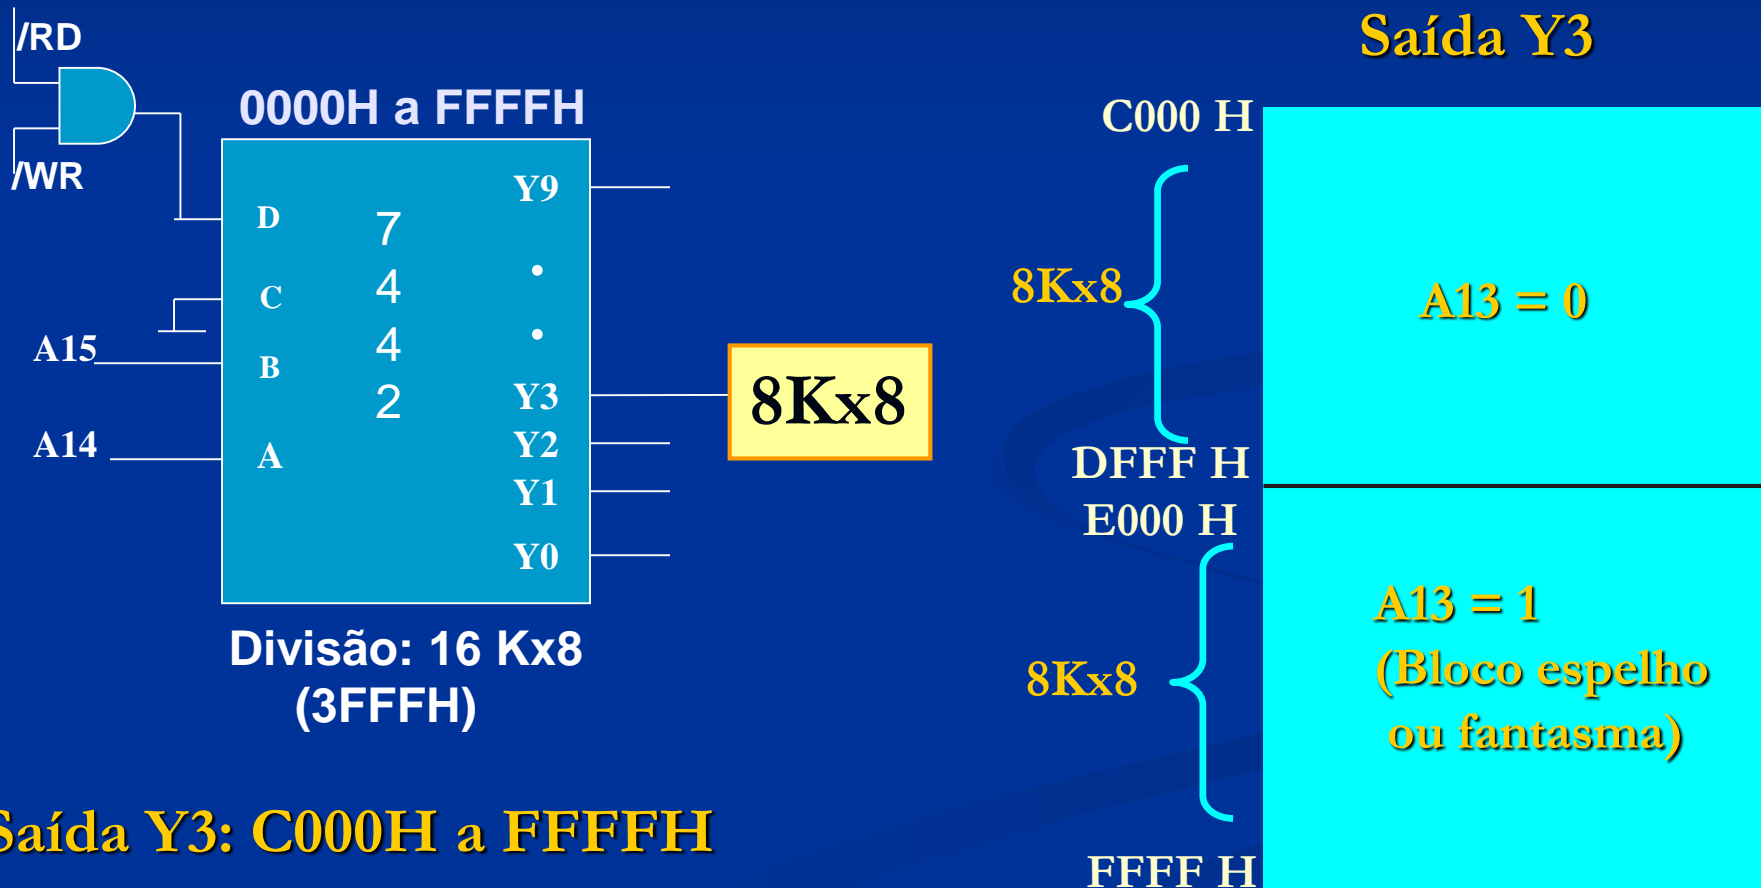 /RD
/WR
0000H a FFFFH
D
C
B
A
7
4
4
2
Y9
Y3
Y2
Y1
Y0
A15
A14
8Kx8
Divisão: 16 Kx8
(3FFFH)
Saída Y3: C000H a FFFFH
Saída Y3
C000 H
8Kx8
A13 = 0
DFFF H
E000 H
8Kx8
A13 = 1
(Bloco espelho
ou fantasma)
FFFF H